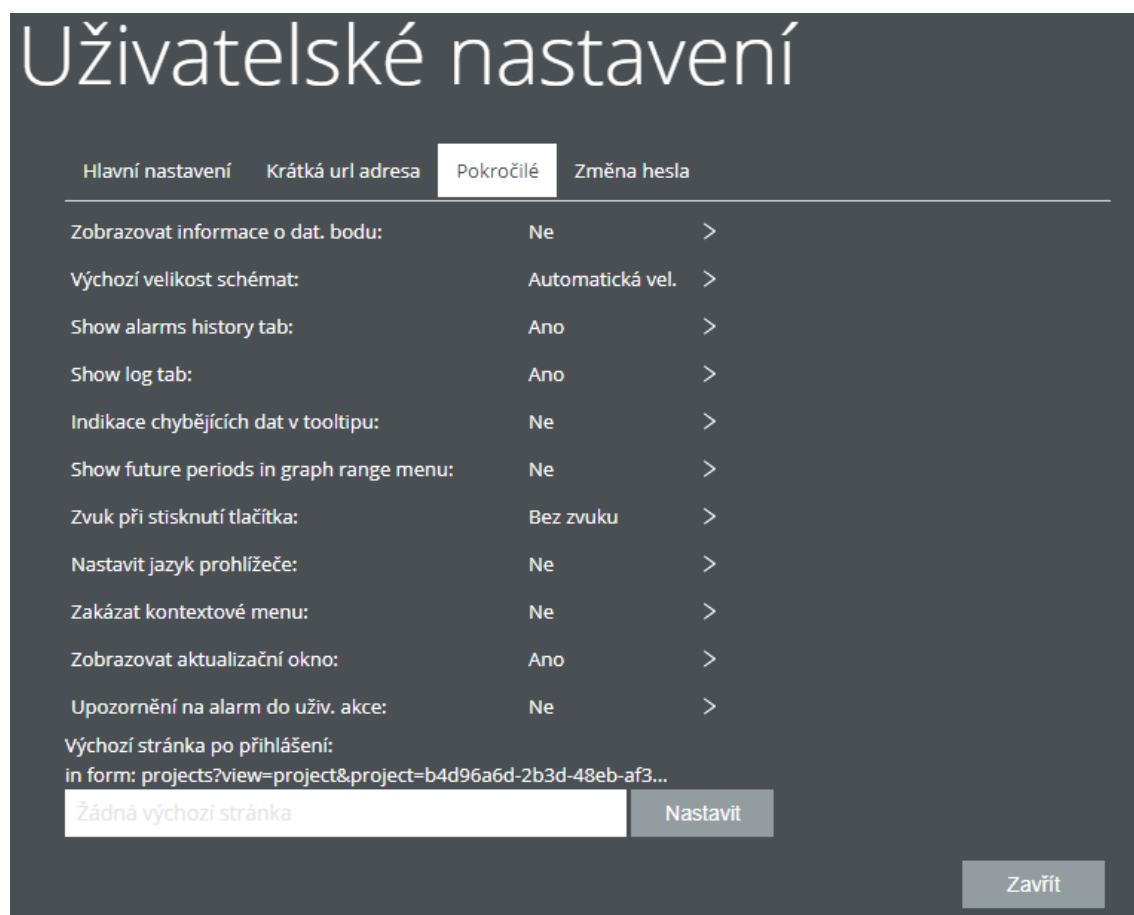 Uživatelské nastavení
Hlavní nastavení Krátká url adresa Pokročilé Změna hesla
Zobrazovat informace o dat. bodu: Ne >
Výchozí velikost schémat: Automatická vel. >
Show alarms history tab: Ano >
Show log tab: Ano >
Indikace chybějících dat v tooltipu: Ne >
Show future periods in graph range menu: Ne >
Zvuk při stisknutí tlačítka: Bez zvuku >
Nastavit jazyk prohlížeče: Ne >
Zakázat kontextové menu: Ne >
Zobrazovat aktualizační okno: Ano >
Upozornění na alarm do uživ. akce: Ne >
Výchozí stránka po přihlášení:
in form: projects?view=project&project=b4d96a6d-2b3d-48eb-af3...
Žádná výchozí stránka Nastavit
Zavřít